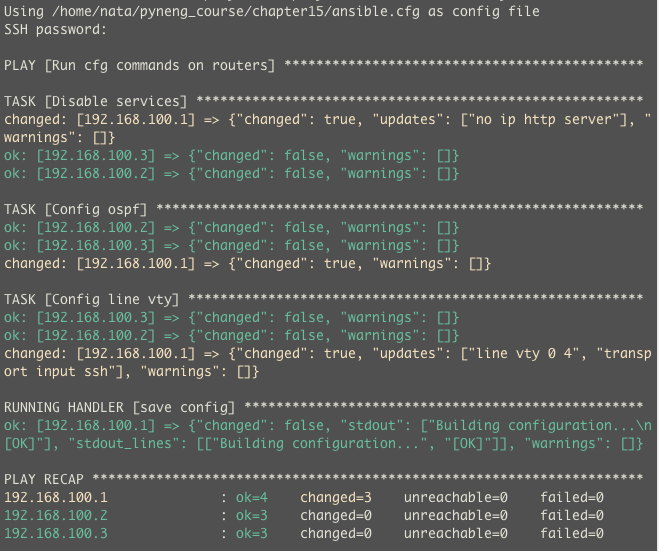 Using /home/nata/pyneng_course/chapter15/ansible.cfg as config file
SSH password:
PLAY [Run cfg commands on routers] *********************************************
TASK [Disable services] ********************************************************
changed: [192.168.100.1] => {"changed": true, "updates": ["no ip http server"], "
warnings": []}
ok: [192.168.100.3] => {"changed": false, "warnings": []}
ok: [192.168.100.2] => {"changed": false, "warnings": []}
TASK [Config ospf] *************************************************************
ok: [192.168.100.2] => {"changed": false, "warnings": []}
ok: [192.168.100.3] => {"changed": false, "warnings": []}
changed: [192.168.100.1] => {"changed": true, "warnings": []}
TASK [Config line vty] *********************************************************
ok: [192.168.100.3] => {"changed": false, "warnings": []}
ok: [192.168.100.2] => {"changed": false, "warnings": []}
changed: [192.168.100.1] => {"changed": true, "updates": ["line vty 0 4", "transp
ort input ssh"], "warnings": []}
RUNNING HANDLER [save config] **************************************************
ok: [192.168.100.1] => {"changed": false, "stdout": ["Building configuration...\n
[OK]"], "stdout_lines": [["Building configuration...", "[OK]"]], "warnings": []}
PLAY RECAP *********************************************************************
192.168.100.1 : ok=4 changed=3 unreachable=0 failed=0
192.168.100.2 : ok=3 changed=0 unreachable=0 failed=0
192.168.100.3 : ok=3 changed=0 unreachable=0 failed=0